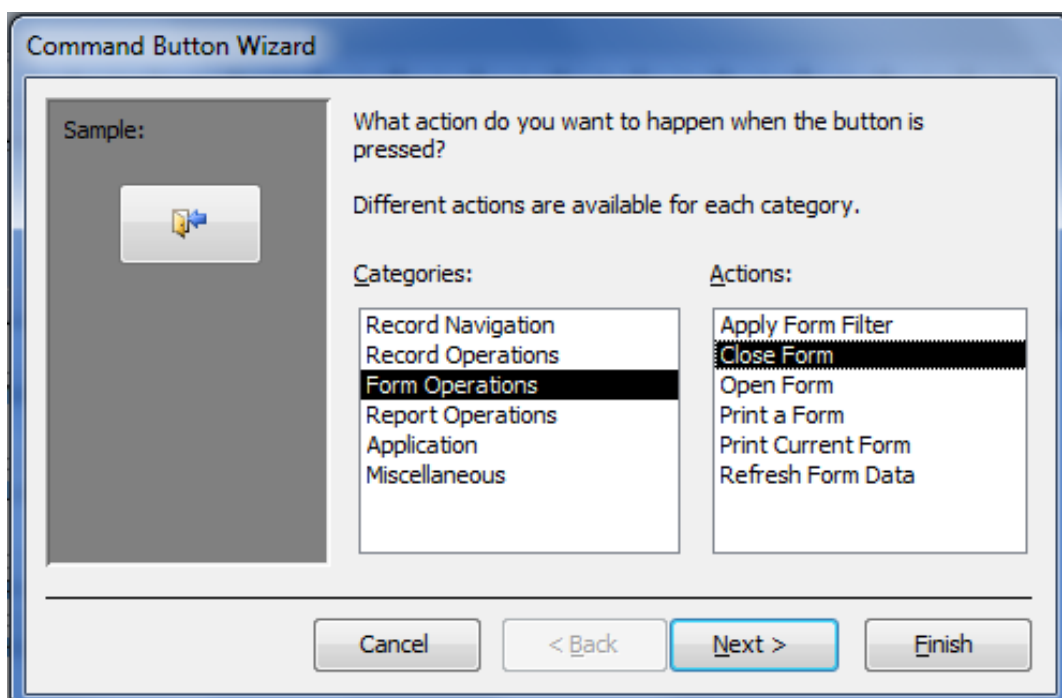 Command Button Wizard
Sample:
What action do you want to happen when the button is
pressed?
Different actions are available for each category.
Categories:
Record Navigation
Record Operations
Form Operations
Report Operations
Application
Miscellaneous
Actions:
Apply Form Filter
Close Form
Open Form
Print a Form
Print Current Form
Refresh Form Data
Cancel
< Back
Next >
Finish